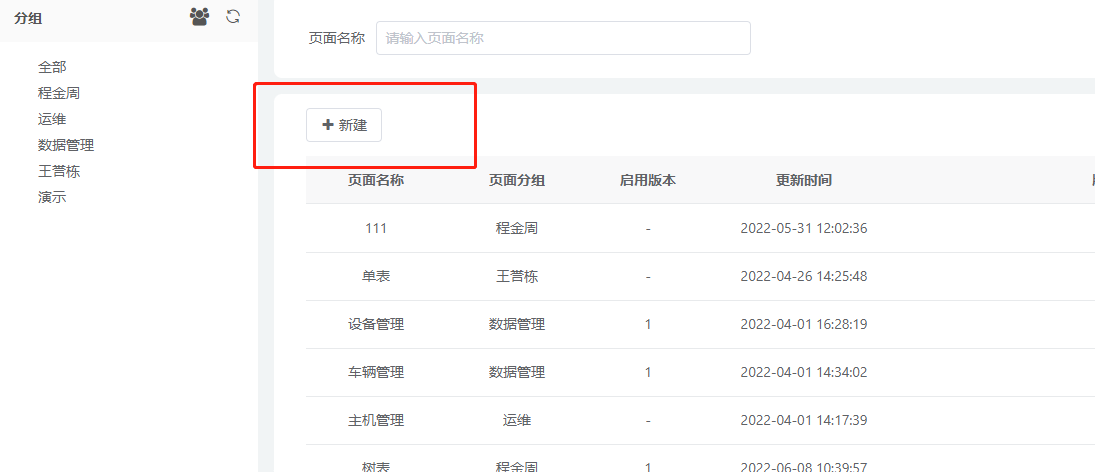 分组
全部
程金周
运维
数据管理
王誉栋
演示
页面名称 请输入页面名称
新建
页面名称 页面分组 启用版本 更新时间
111 程金周 - 2022-05-31 12:02:36
单表 王誉栋 - 2022-04-26 14:25:48
设备管理 数据管理 1 2022-04-01 16:28:19
车辆管理 数据管理 1 2022-04-01 14:34:02
主机管理 运维 - 2022-04-01 14:17:39
树表 程金周 1 2022-06-08 10:39:57